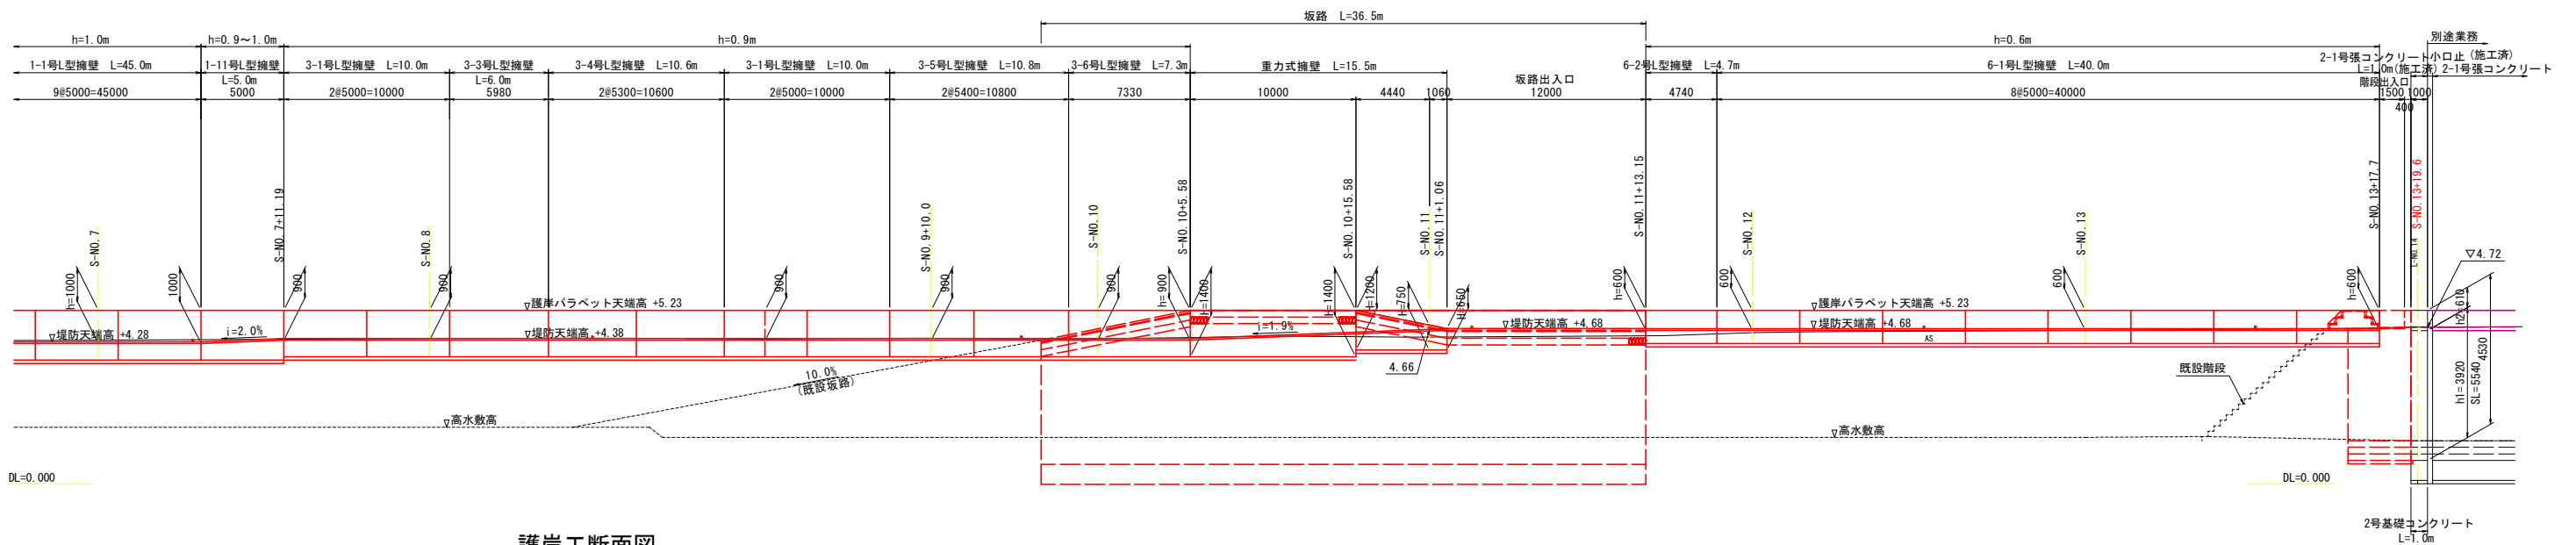 坂路 L=36.5m
h=1.0m
h=0.9～1.0m
h=0.9m
h=0.6m
別途業務
2-1号張コンクリート小口止 (施工済)
1-1号L型擁壁 L=45.0m
1-11号L型擁壁
L=5.0m
3-1号L型擁壁 L=10.0m
3-3号L型擁壁
L=6.0m
3-4号L型擁壁 L=10.6m
3-1号L型擁壁 L=10.0m
3-5号L型擁壁 L=10.8m
3-6号L型擁壁 L=7.3m
重力式擁壁 L=15.5m
坂路出入口
6-2号L型擁壁 L=4.7m
6-1号L型擁壁 L=40.0m
L=1.0m(施工済)
2-1号張コンクリート
階段出入口
9@5000=45000
5000
2@5000=10000
5980
2@5300=10600
2@5000=10000
2@5400=10800
7330
10000
4440
1060
12000
4740
8@5000=40000
1500
1000
400
S-NO.7
S-NO.7+11.19
S-NO.8
S-NO.9+10.0
S-NO.10
S-NO.10+5.58
S-NO.10+15.58
S-NO.11
S-NO.11+1.06
S-NO.11+13.15
S-NO.12
S-NO.13
S-NO.13+17.7
S-NO.13+19.6
L-NO.14
h=1000
1000
900
900
900
900
900
h=900
H=1400
H=1400
H=1200
H=750
H=650
h=600
600
600
h=600
▽4.72
▽護岸パラペット天端高 +5.23
▽護岸パラペット天端高 +5.23
▽堤防天端高 +4.28
i=2.0%
▽堤防天端高 +4.38
i=1.9%
▽堤防天端高 +4.68
▽堤防天端高 +4.68
AS
4.66
10.0%
(既設坂路)
既設階段
h2=610
h1=3920
SL=5540
4530
▽高水敷高
▽高水敷高
DL=0.000
DL=0.000
2号基礎コンクリート
L=1.0m
護岸工断面図